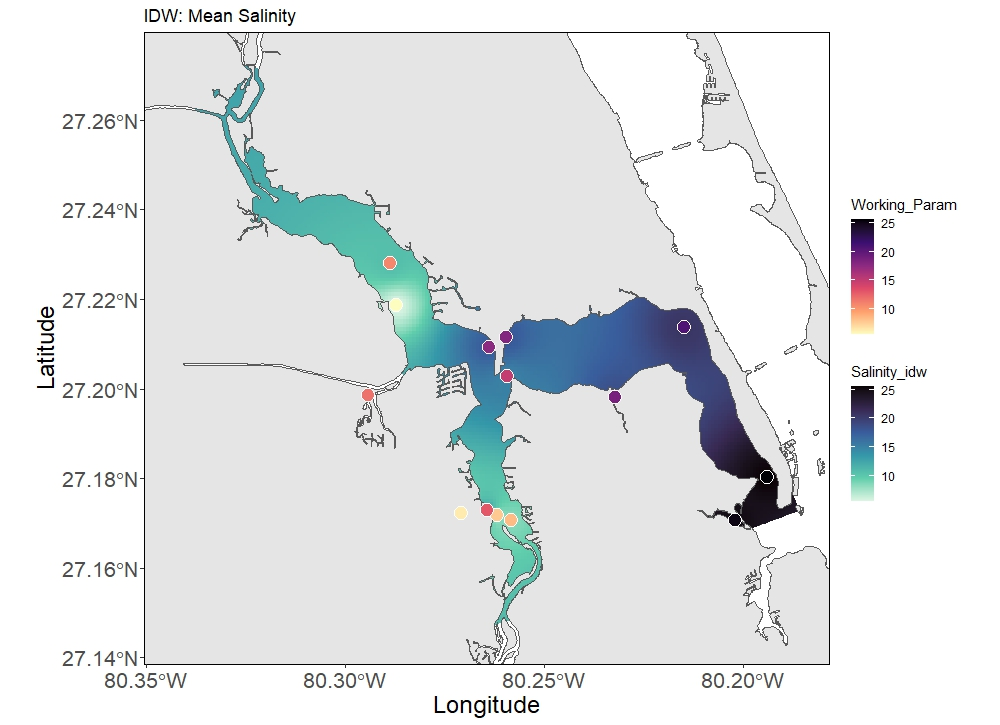 IDW: Mean Salinity
27.26°N
27.24°N
27.22°N
27.20°N
27.18°N
27.16°N
27.14°N
Latitude
80.35°W
80.30°W
80.25°W
80.20°W
Longitude
Working_Param
25
20
15
10
Salinity_idw
25
20
15
10